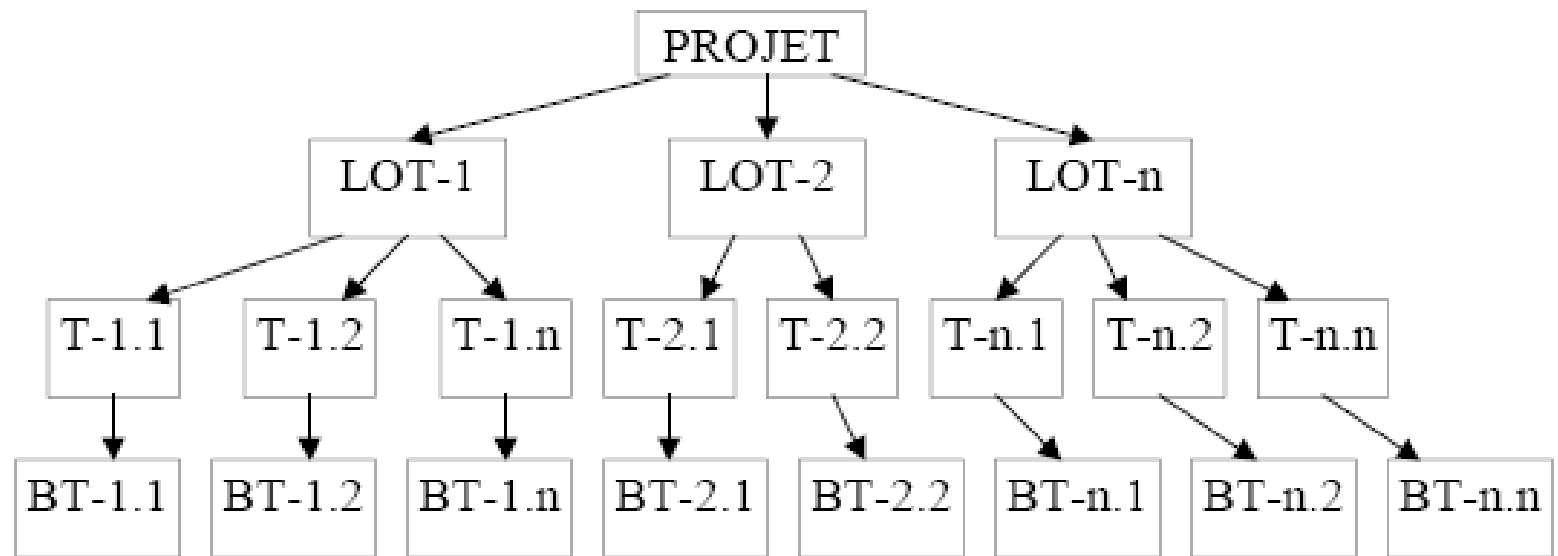 PROJET
LOT-1
LOT-2
LOT-n
T-1.1
T-1.2
T-1.n
T-2.1
T-2.2
T-n.1
T-n.2
T-n.n
BT-1.1
BT-1.2
BT-1.n
BT-2.1
BT-2.2
BT-n.1
BT-n.2
BT-n.n